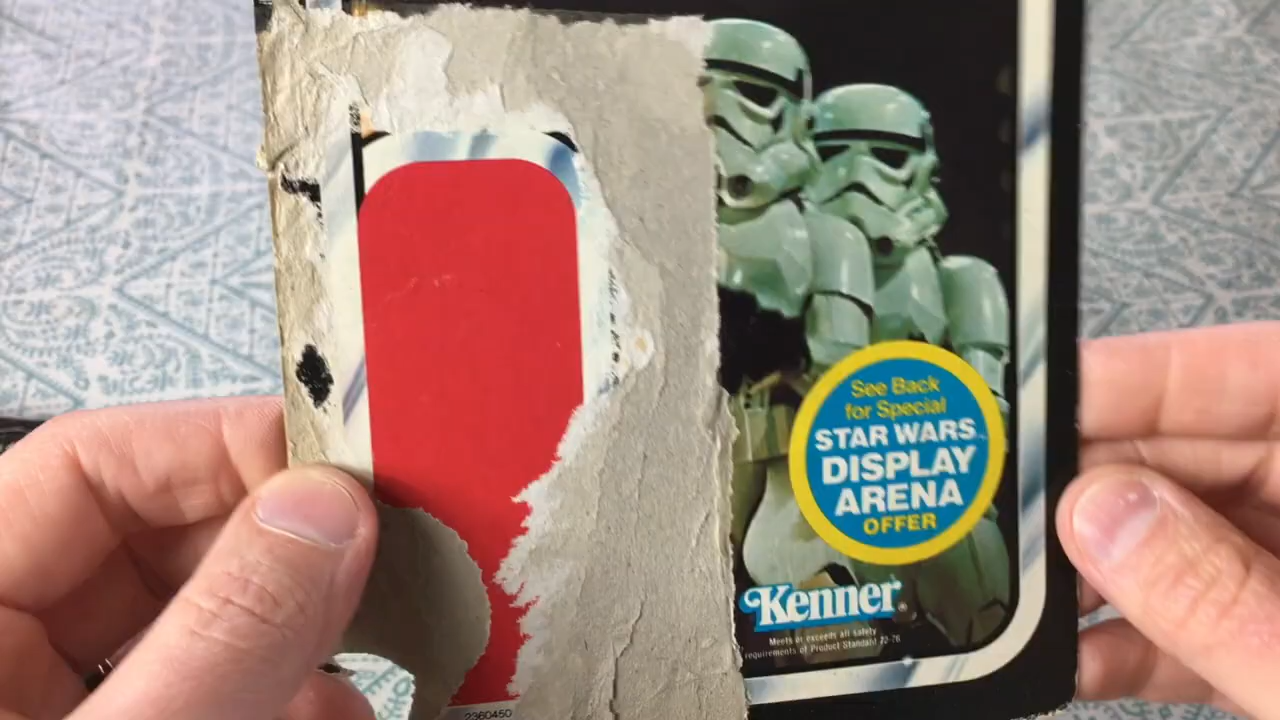 See Back
for Special
STAR WARS™
DISPLAY
ARENA
OFFER
Kenner®
Meets or exceeds all safety
requirements of Product Standard 72-76
2360450